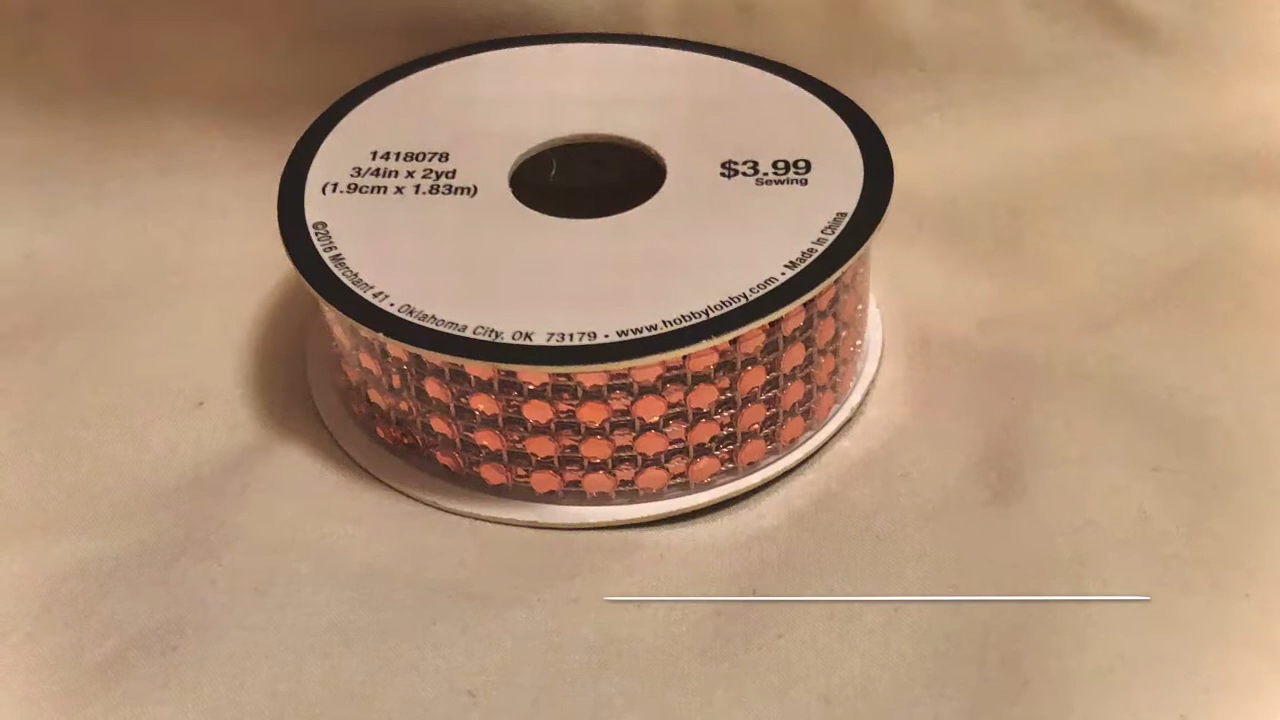 1418078
3/4in x 2yd
(1.9cm x 1.83m)
$3.99
Sewing
©2016 Merchant 41 • Oklahoma City, OK 73179 • www.hobbylobby.com • Made In China